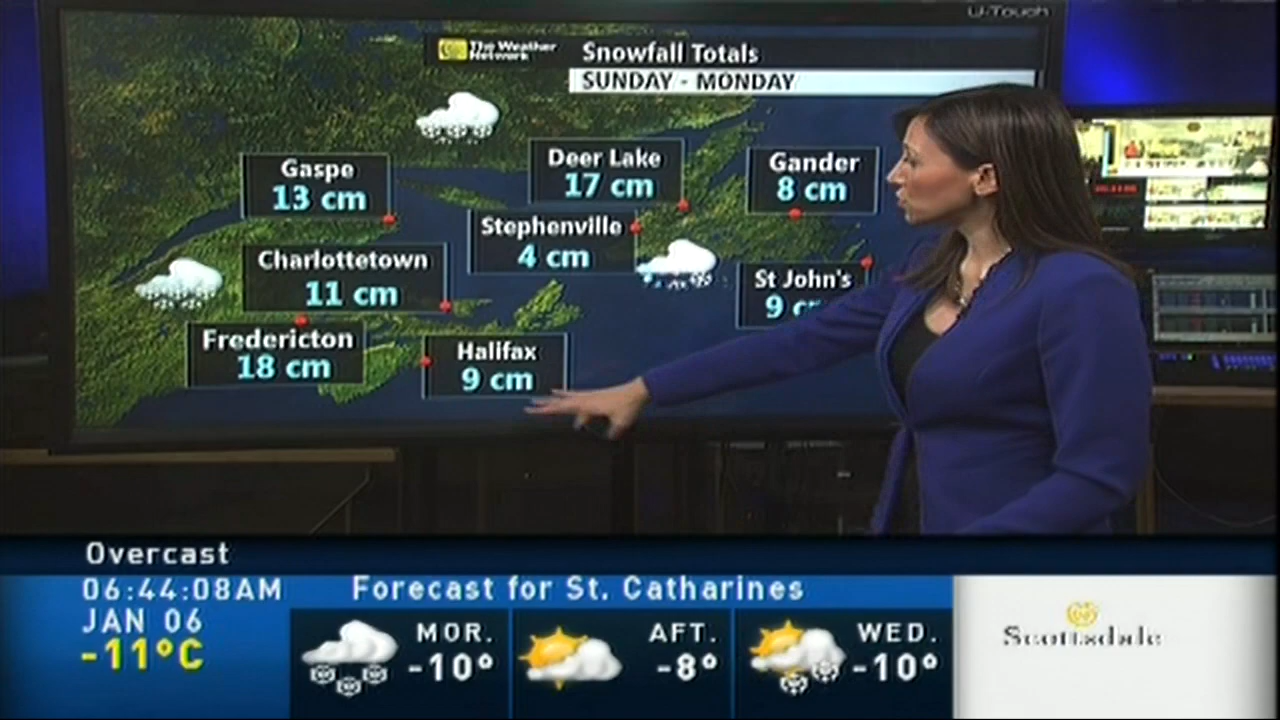 U-Touch
The Weather
Network
Snowfall Totals
SUNDAY - MONDAY
Gaspe
13 cm
Deer Lake
17 cm
Gander
8 cm
Stephenville
4 cm
Charlottetown
11 cm
St John's
9 c
Fredericton
18 cm
Halifax
9 cm
Overcast
06:44:08AM
JAN 06
-11°C
Forecast for St. Catharines
MOR.
-10°
AFT.
-8°
WED.
-10°
Scottsdale